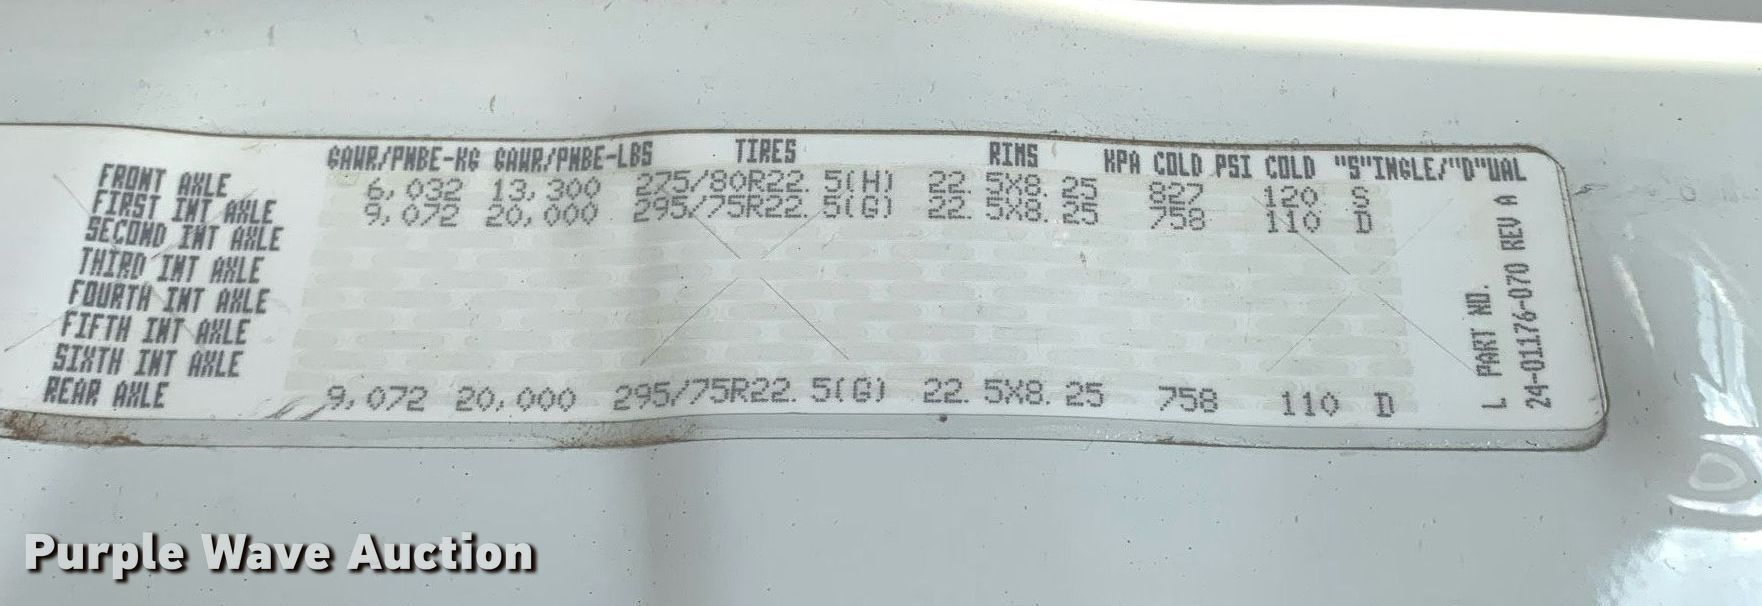 GAWR/PNBE-KG GAWR/PNBE-LBS TIRES RIMS KPA COLD PSI COLD "S"INGLE/"D"UAL
FRONT AXLE 6,032 13,300 275/80R22.5(H) 22.5X8.25 827 120 S
FIRST INT AXLE 9,072 20,000 295/75R22.5(G) 22.5X8.25 758 110 D
SECOND INT AXLE
THIRD INT AXLE
FOURTH INT AXLE
FIFTH INT AXLE
SIXTH INT AXLE
REAR AXLE 9,072 20,000 295/75R22.5(G) 22.5X8.25 758 110 D
L PART NO.
24-01176-070 REV A
Purple Wave Auction